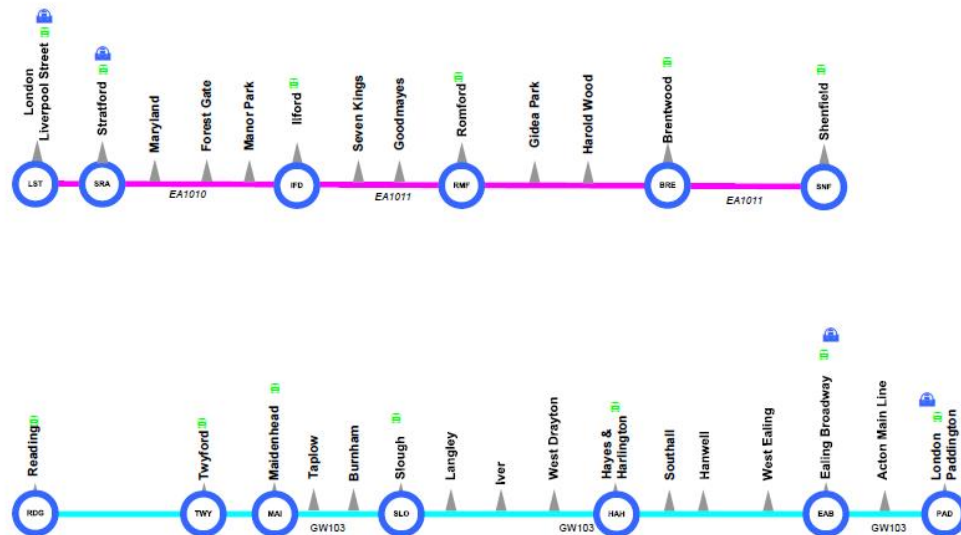 London
Liverpool Street
Stratford
Maryland
Forest Gate
Manor Park
Ilford
Seven Kings
Goodmayes
Romford
Gidea Park
Harold Wood
Brentwood
Shenfield
LST
SRA
IFD
RMF
BRE
SNF
EA1010
EA1011
EA1011
Reading
Twyford
Maidenhead
Taplow
Burnham
Slough
Langley
Iver
West Drayton
Hayes &
Harlington
Southall
Hanwell
West Ealing
Ealing Broadway
Acton Main Line
London
Paddington
RDG
TWY
MAI
SLO
HAH
EAB
PAD
GW103
GW103
GW103